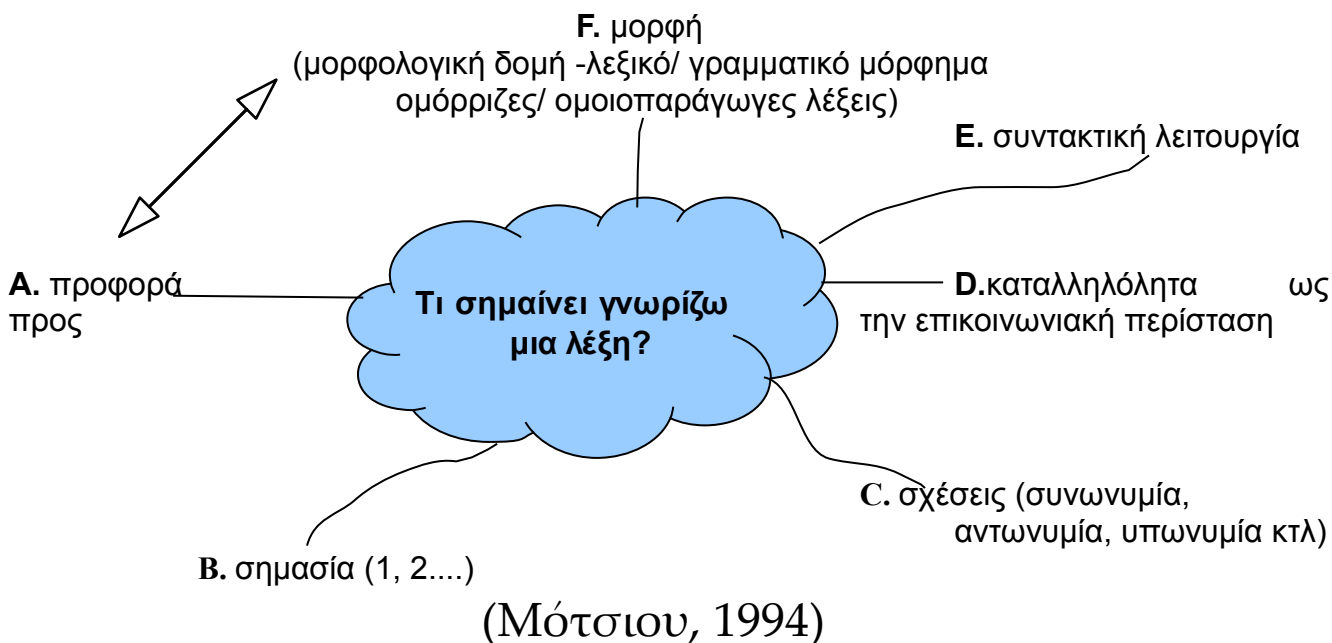 F. μορφή
(μορφολογική δομή -λεξικό/ γραμματικό μόρφημα
ομόρριζες/ ομοιοπαράγωγες λέξεις)
E. συντακτική λειτουργία
A. προφορά
προς
Τι σημαίνει γνωρίζω
μια λέξη?
D.καταλληλόλητα ως
την επικοινωνιακή περίσταση
C. σχέσεις (συνωνυμία,
αντωνυμία, υπωνυμία κτλ)
B. σημασία (1, 2....)
(Μότσιου, 1994)